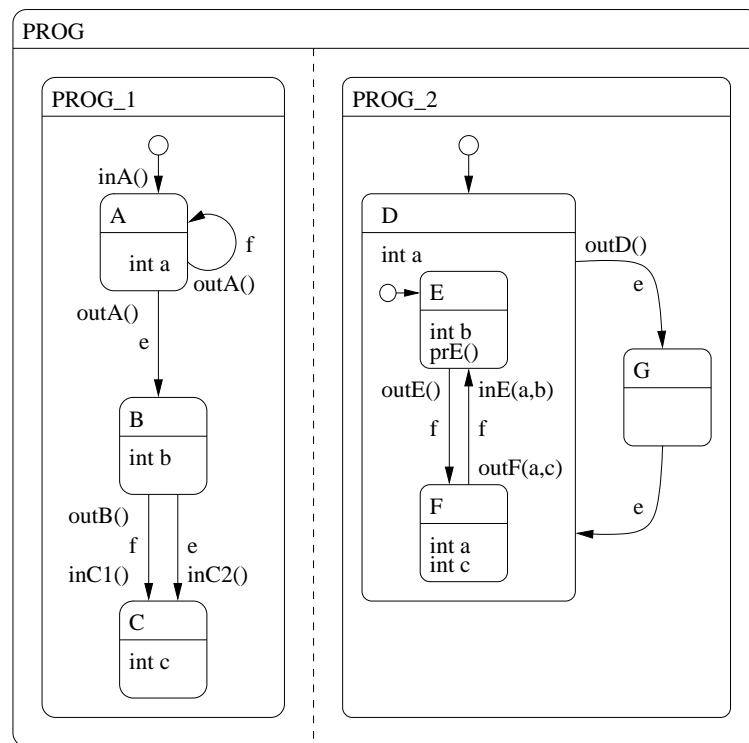 PROG
PROG_1
inA()
A
int a
f
outA()
outA()
e
B
int b
outB()
f
e
inC1()
inC2()
C
int c
PROG_2
D
int a
E
int b
prE()
outE()
inE(a,b)
f
f
outF(a,c)
F
int a
int c
outD()
e
G
e